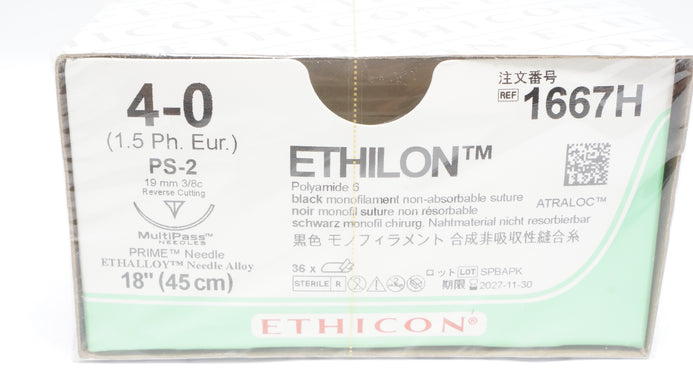 4-0
(1.5 Ph. Eur.)
PS-2
19 mm 3/8c
Reverse Cutting
MultiPass™
NEEDLES
PRIME™ Needle
ETHALLOY™ Needle Alloy
18" (45 cm)
注文番号
REF 1667H
ETHILON™
Polyamide 6
ATRALOC™
black monofilament non-absorbable suture
noir monofil suture non résorbable
schwarz monofil chirurg. Nahtmaterial nicht resorbierbar
黒色 モノフィラメント 合成非吸収性縫合糸
36 x
ロット LOT SPBAPK
STERILE R
期限 2027-11-30
ETHICON®